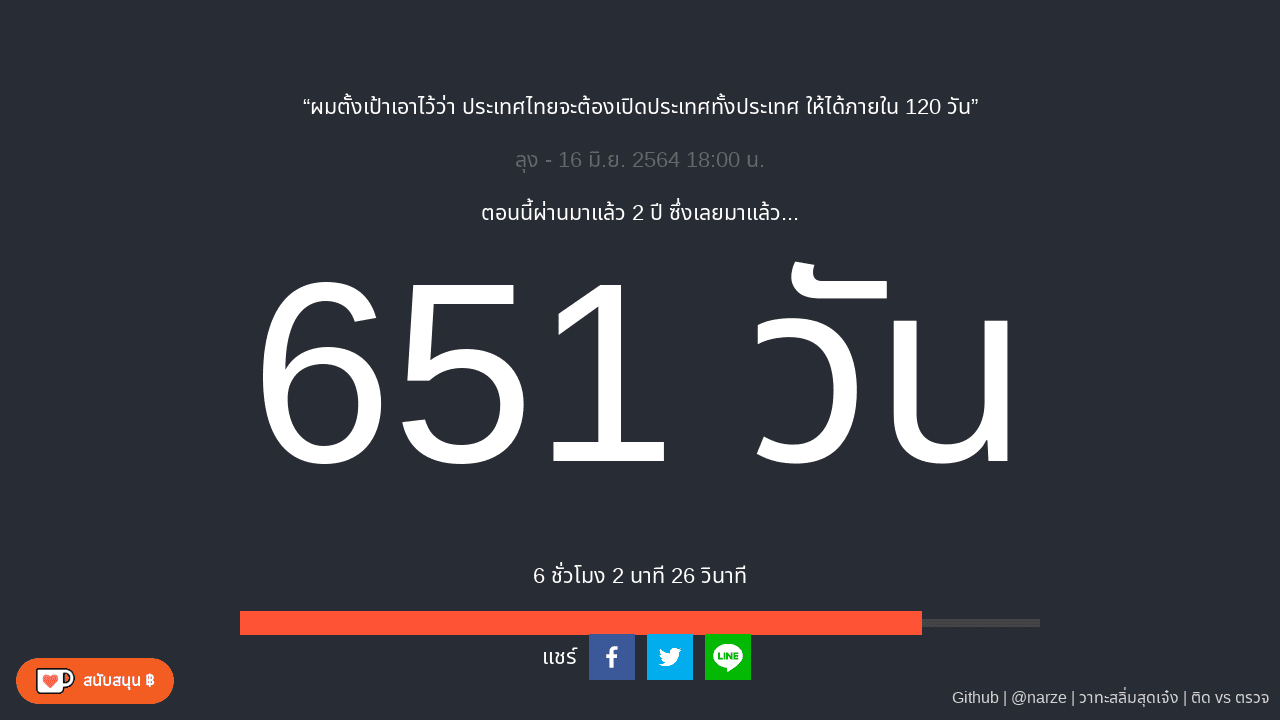 “ผมตั้งเป้าเอาไว้ว่า ประเทศไทยจะต้องเปิดประเทศทั้งประเทศ ให้ได้ภายใน 120 วัน”
ลุง - 16 มิ.ย. 2564 18:00 น.
ตอนนี้ผ่านมาแล้ว 2 ปี ซึ่งเลยมาแล้ว...
651 วัน
6 ชั่วโมง 2 นาที 26 วินาที
แชร์
LINE
สนับสนุน ฿
Github | @narze | วาทะสลิ่มสุดเจ๋ง | ติด vs ตรวจ